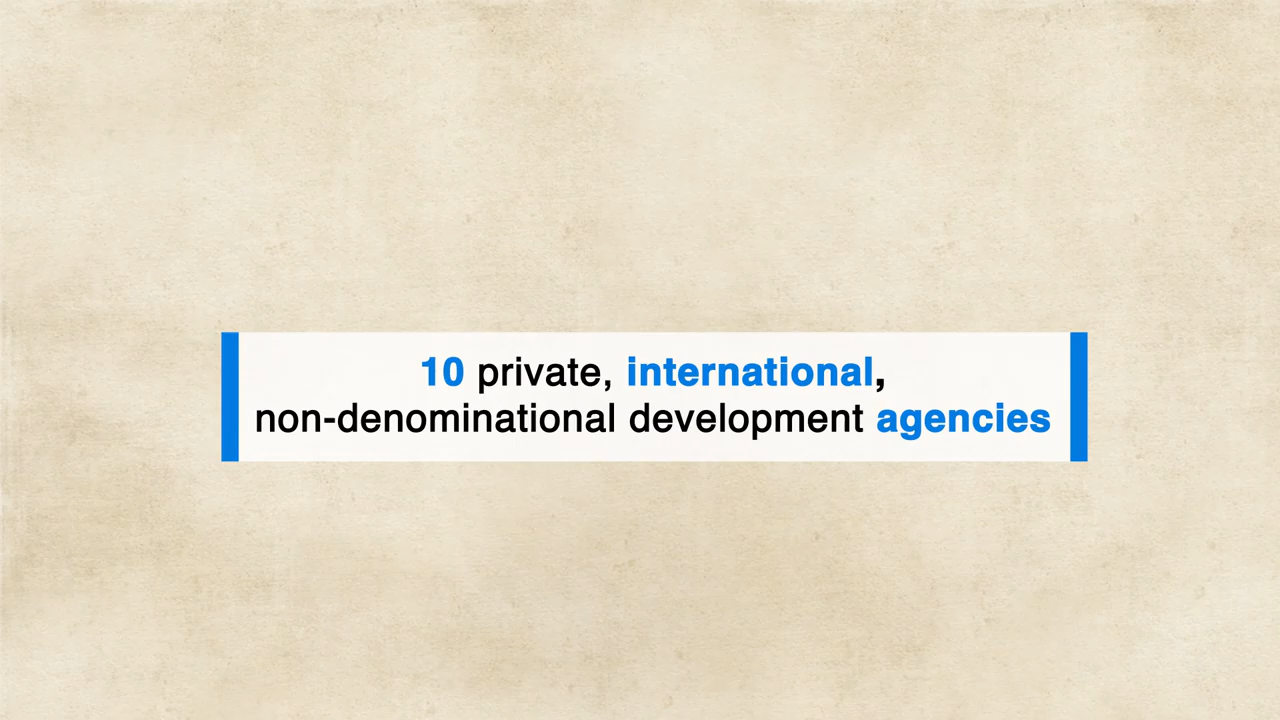 10 private, international,
non-denominational development agencies